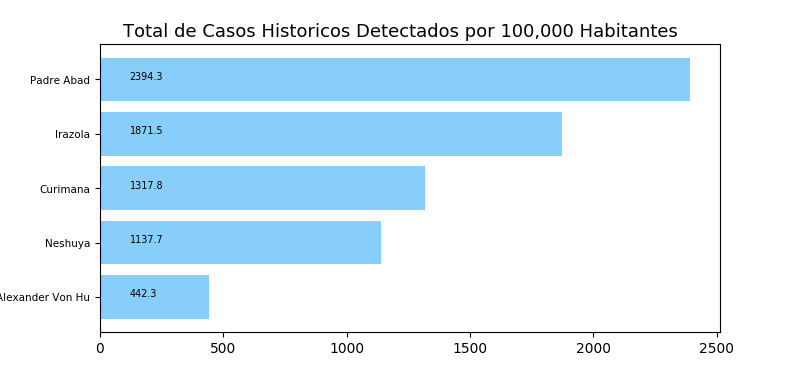 Total de Casos Historicos Detectados por 100,000 Habitantes
Padre Abad 2394.3
Irazola 1871.5
Curimana 1317.8
Neshuya 1137.7
Alexander Von Hu 442.3
0 500 1000 1500 2000 2500